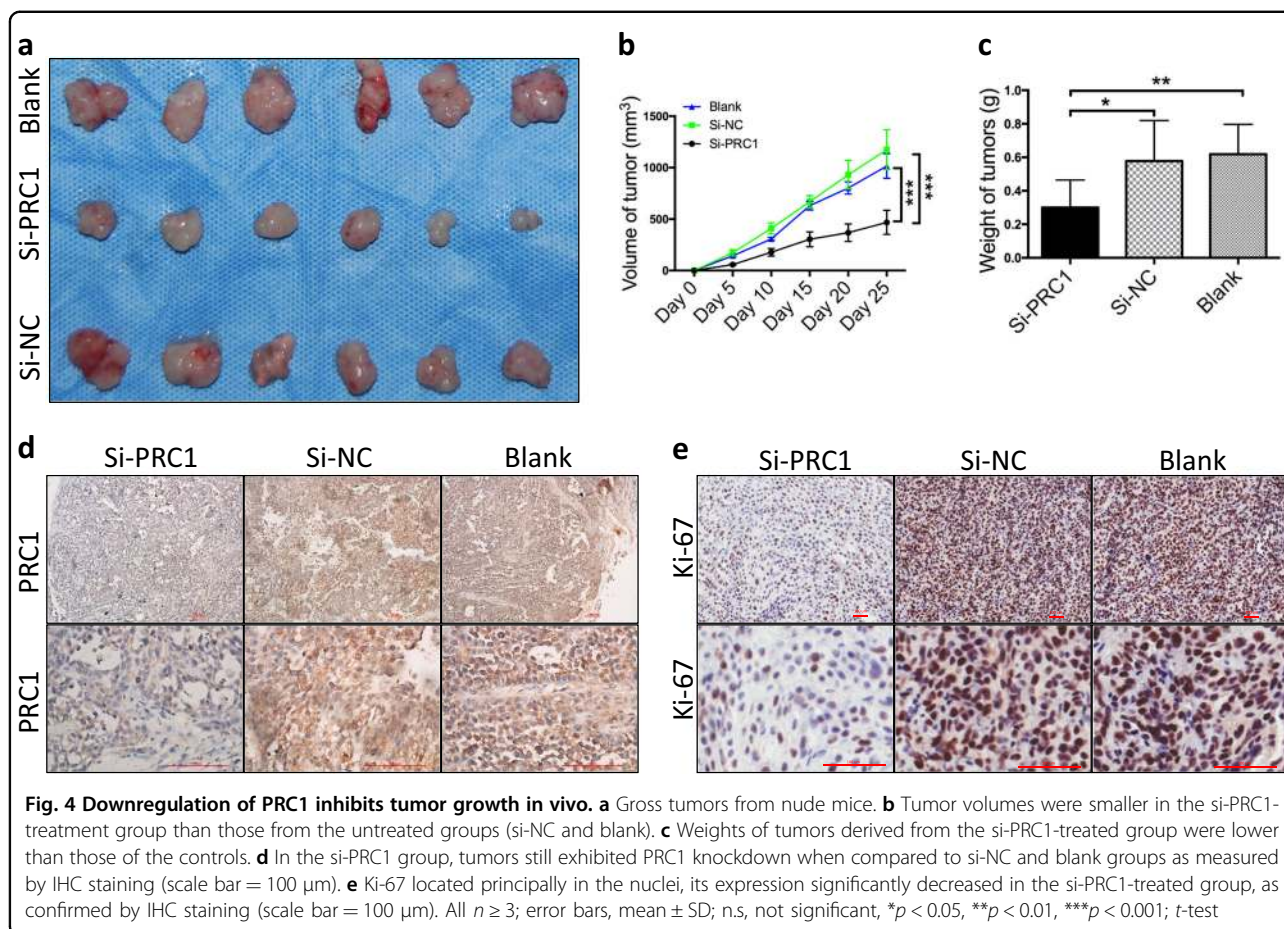 a
Blank
Si-PRC1
Si-NC
b
Blank
Si-NC
Si-PRC1
Volume of tumor (mm³)
1500
1000
500
0
Day 0
Day 5
Day 10
Day 15
Day 20
Day 25
***
***
c
Weight of tumors (g)
1.0
0.8
0.6
0.4
0.2
0.0
**
*
Si-PRC1
Si-NC
Blank
d
Si-PRC1 Si-NC Blank
PRC1
PRC1
e
Si-PRC1 Si-NC Blank
Ki-67
Ki-67
Fig. 4 Downregulation of PRC1 inhibits tumor growth in vivo. a Gross tumors from nude mice. b Tumor volumes were smaller in the si-PRC1-
treatment group than those from the untreated groups (si-NC and blank). c Weights of tumors derived from the si-PRC1-treated group were lower
than those of the controls. d In the si-PRC1 group, tumors still exhibited PRC1 knockdown when compared to si-NC and blank groups as measured
by IHC staining (scale bar = 100 μm). e Ki-67 located principally in the nuclei, its expression significantly decreased in the si-PRC1-treated group, as
confirmed by IHC staining (scale bar = 100 μm). All n ≥ 3; error bars, mean ± SD; n.s, not significant, *p < 0.05, **p < 0.01, ***p < 0.001; t-test